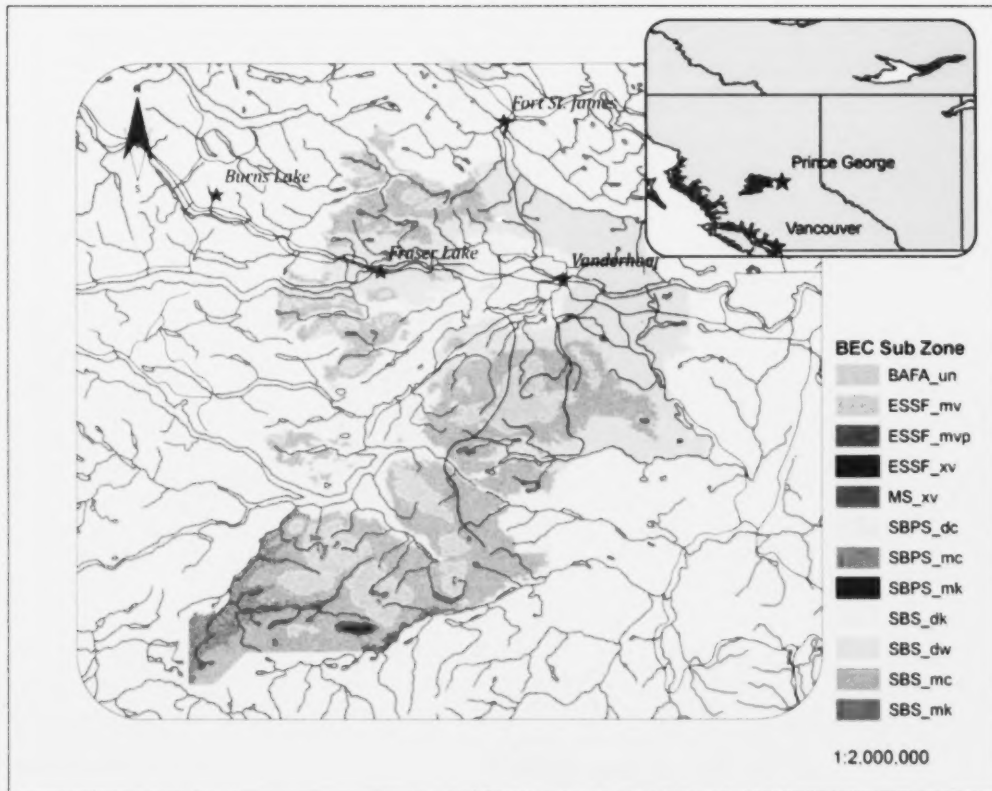 N
S
Fort St. James
Burns Lake
Fraser Lake
Vanderhoof
Prince George
Vancouver
BEC Sub Zone
BAFA_un
ESSF_mv
ESSF_mvp
ESSF_xv
MS_xv
SBPS_dc
SBPS_mc
SBPS_mk
SBS_dk
SBS_dw
SBS_mc
SBS_mk
1:2.000.000